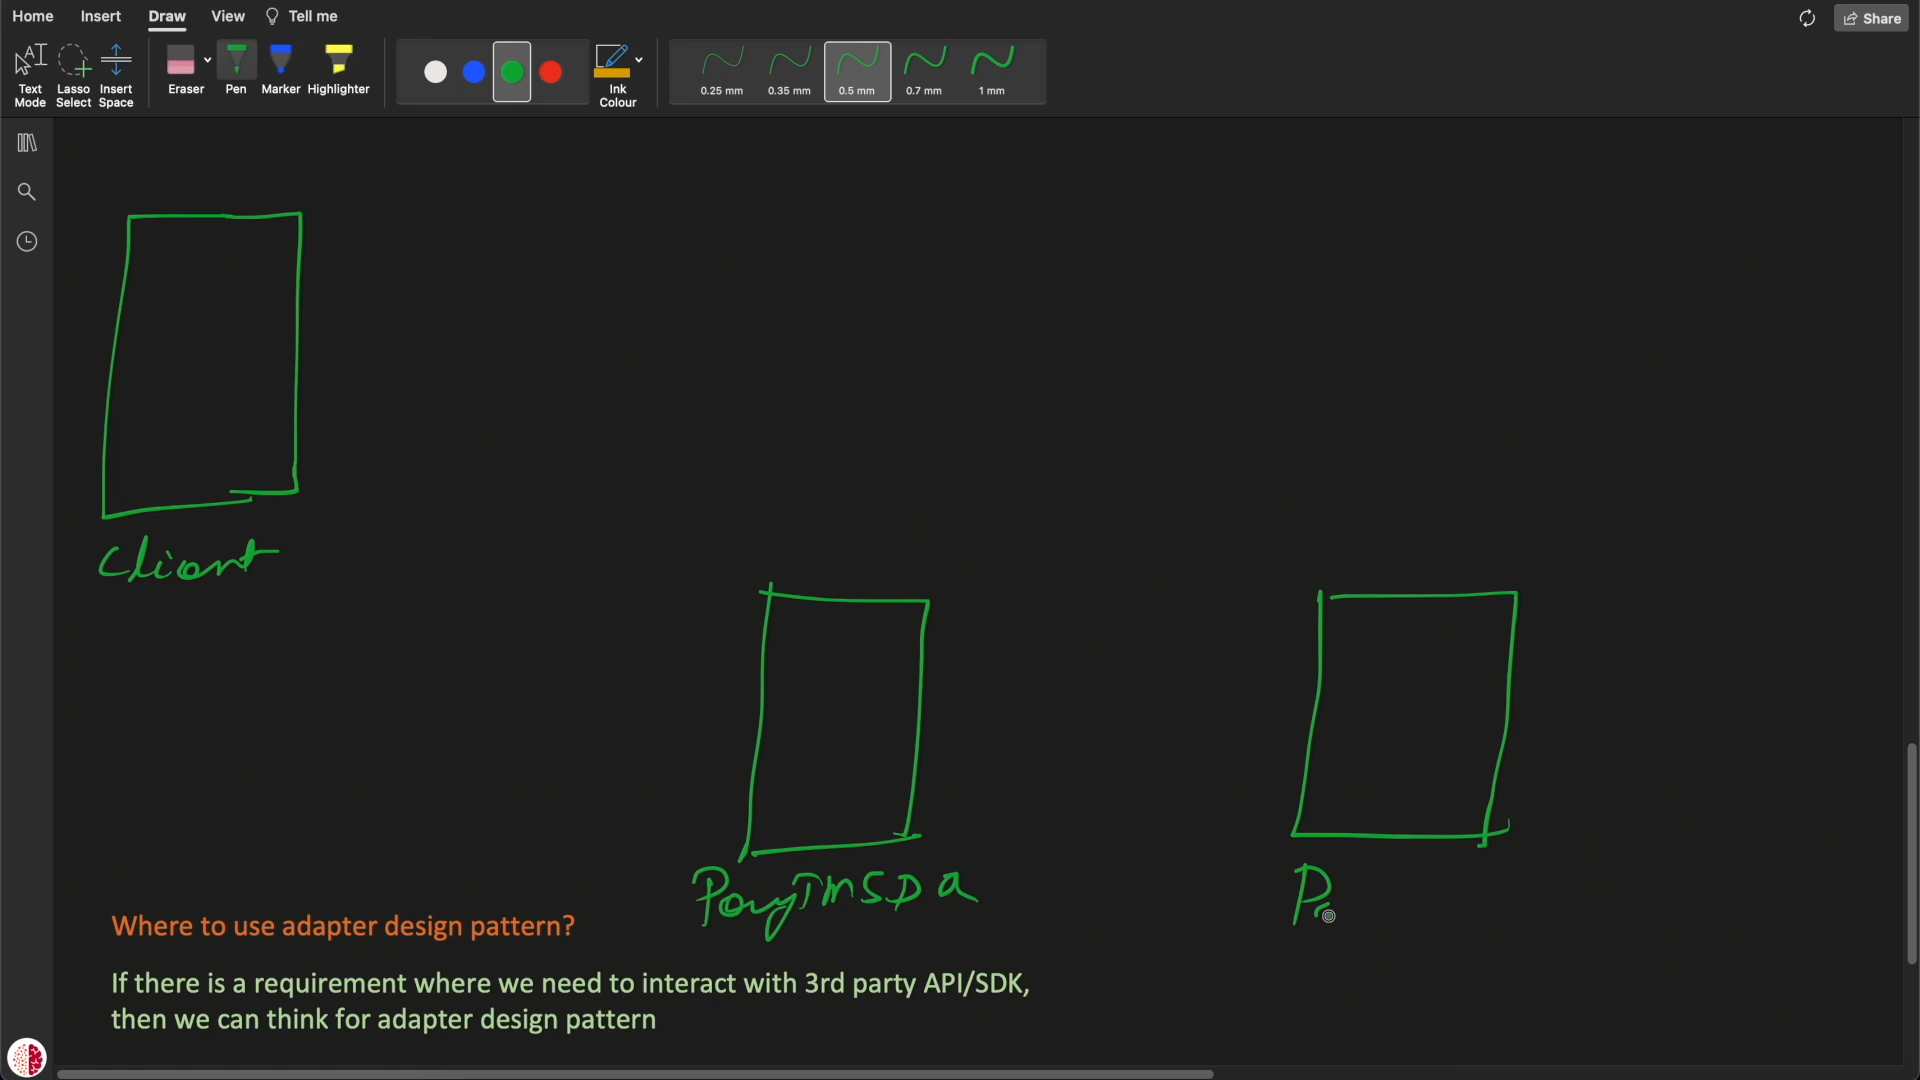 Home Insert Draw View Tell me Share
Text Mode Lasso Select Insert Space Eraser Pen Marker Highlighter Ink Colour 0.25 mm 0.35 mm 0.5 mm 0.7 mm 1 mm
Client
Where to use adapter design pattern?
If there is a requirement where we need to interact with 3rd party API/SDK,
then we can think for adapter design pattern